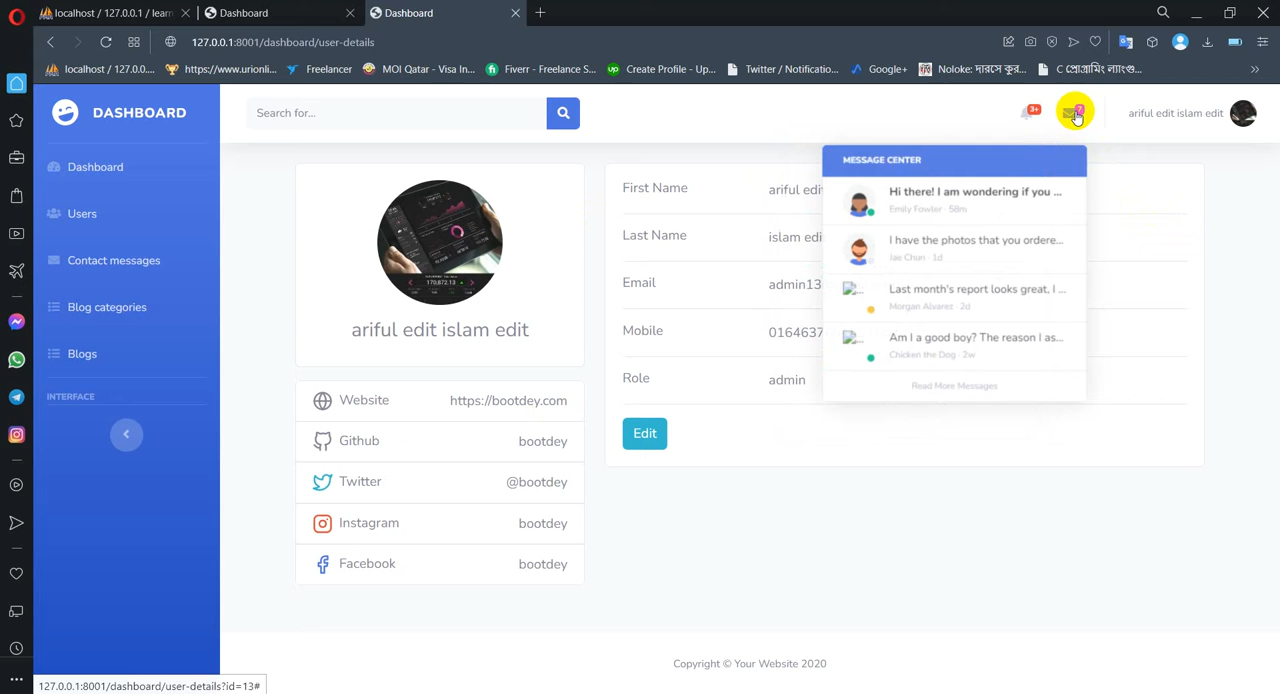 localhost / 127.0.0.1 / learn
Dashboard
Dashboard
127.0.0.1:8001/dashboard/user-details
localhost / 127.0.0....
https://www.urionli...
Freelancer
MOI Qatar - Visa In...
Fiverr - Freelance S...
Create Profile - Up...
Twitter / Notificatio...
Google+
Noloke: দারসে কুর...
C প্রোগ্রামিং ল্যাংগু...
DASHBOARD
Search for...
3+
7
ariful edit islam edit
Dashboard
Users
Contact messages
Blog categories
Blogs
INTERFACE
170,872.13
ariful edit islam edit
Website https://bootdey.com
Github bootdey
Twitter @bootdey
Instagram bootdey
Facebook bootdey
First Name ariful edi
Last Name islam edi
Email admin13
Mobile 0164637
Role admin
Edit
MESSAGE CENTER
Hi there! I am wondering if you ...
Emily Fowler · 58m
I have the photos that you ordere...
Jae Chun · 1d
Last month's report looks great, I ...
Morgan Alvarez · 2d
Am I a good boy? The reason I as...
Chicken the Dog · 2w
Read More Messages
Copyright © Your Website 2020
127.0.0.1:8001/dashboard/user-details?id=13#